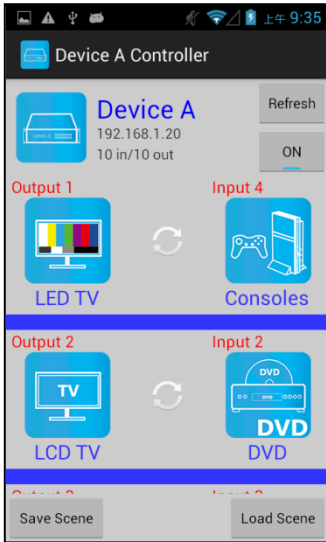 上午 9:35
Device A Controller
Device A
192.168.1.20
10 in/10 out
Refresh
ON
Output 1
Input 4
LED TV
Consoles
Output 2
Input 2
TV
DVD
DVD
LCD TV
DVD
Save Scene
Load Scene